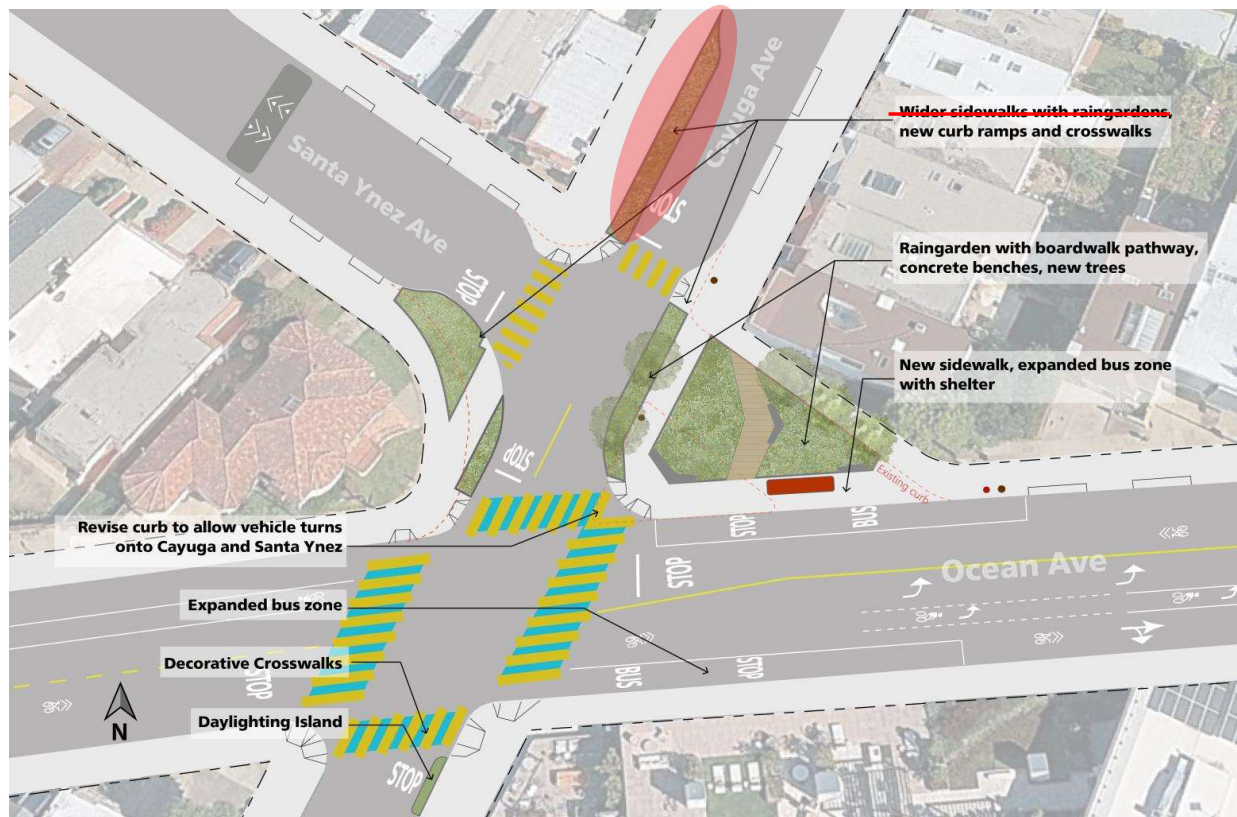 Cayuga Ave
Santa Ynez Ave
Wider sidewalks with raingardens,
new curb ramps and crosswalks
STOP
STOP
Raingarden with boardwalk pathway,
concrete benches, new trees
New sidewalk, expanded bus zone
with shelter
STOP
Existing curb
Revise curb to allow vehicle turns
onto Cayuga and Santa Ynez
STOP
BUS
STOP
Ocean Ave
Expanded bus zone
Decorative Crosswalks
STOP
BUS
STOP
Daylighting Island
STOP
N